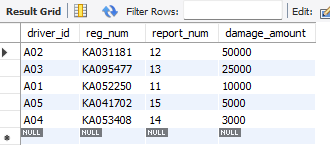 Result Grid Filter Rows: Edit:
driver_id reg_num report_num damage_amount
A02 KA031181 12 50000
A03 KA095477 13 25000
A01 KA052250 11 10000
A05 KA041702 15 5000
A04 KA053408 14 3000
NULL NULL NULL NULL